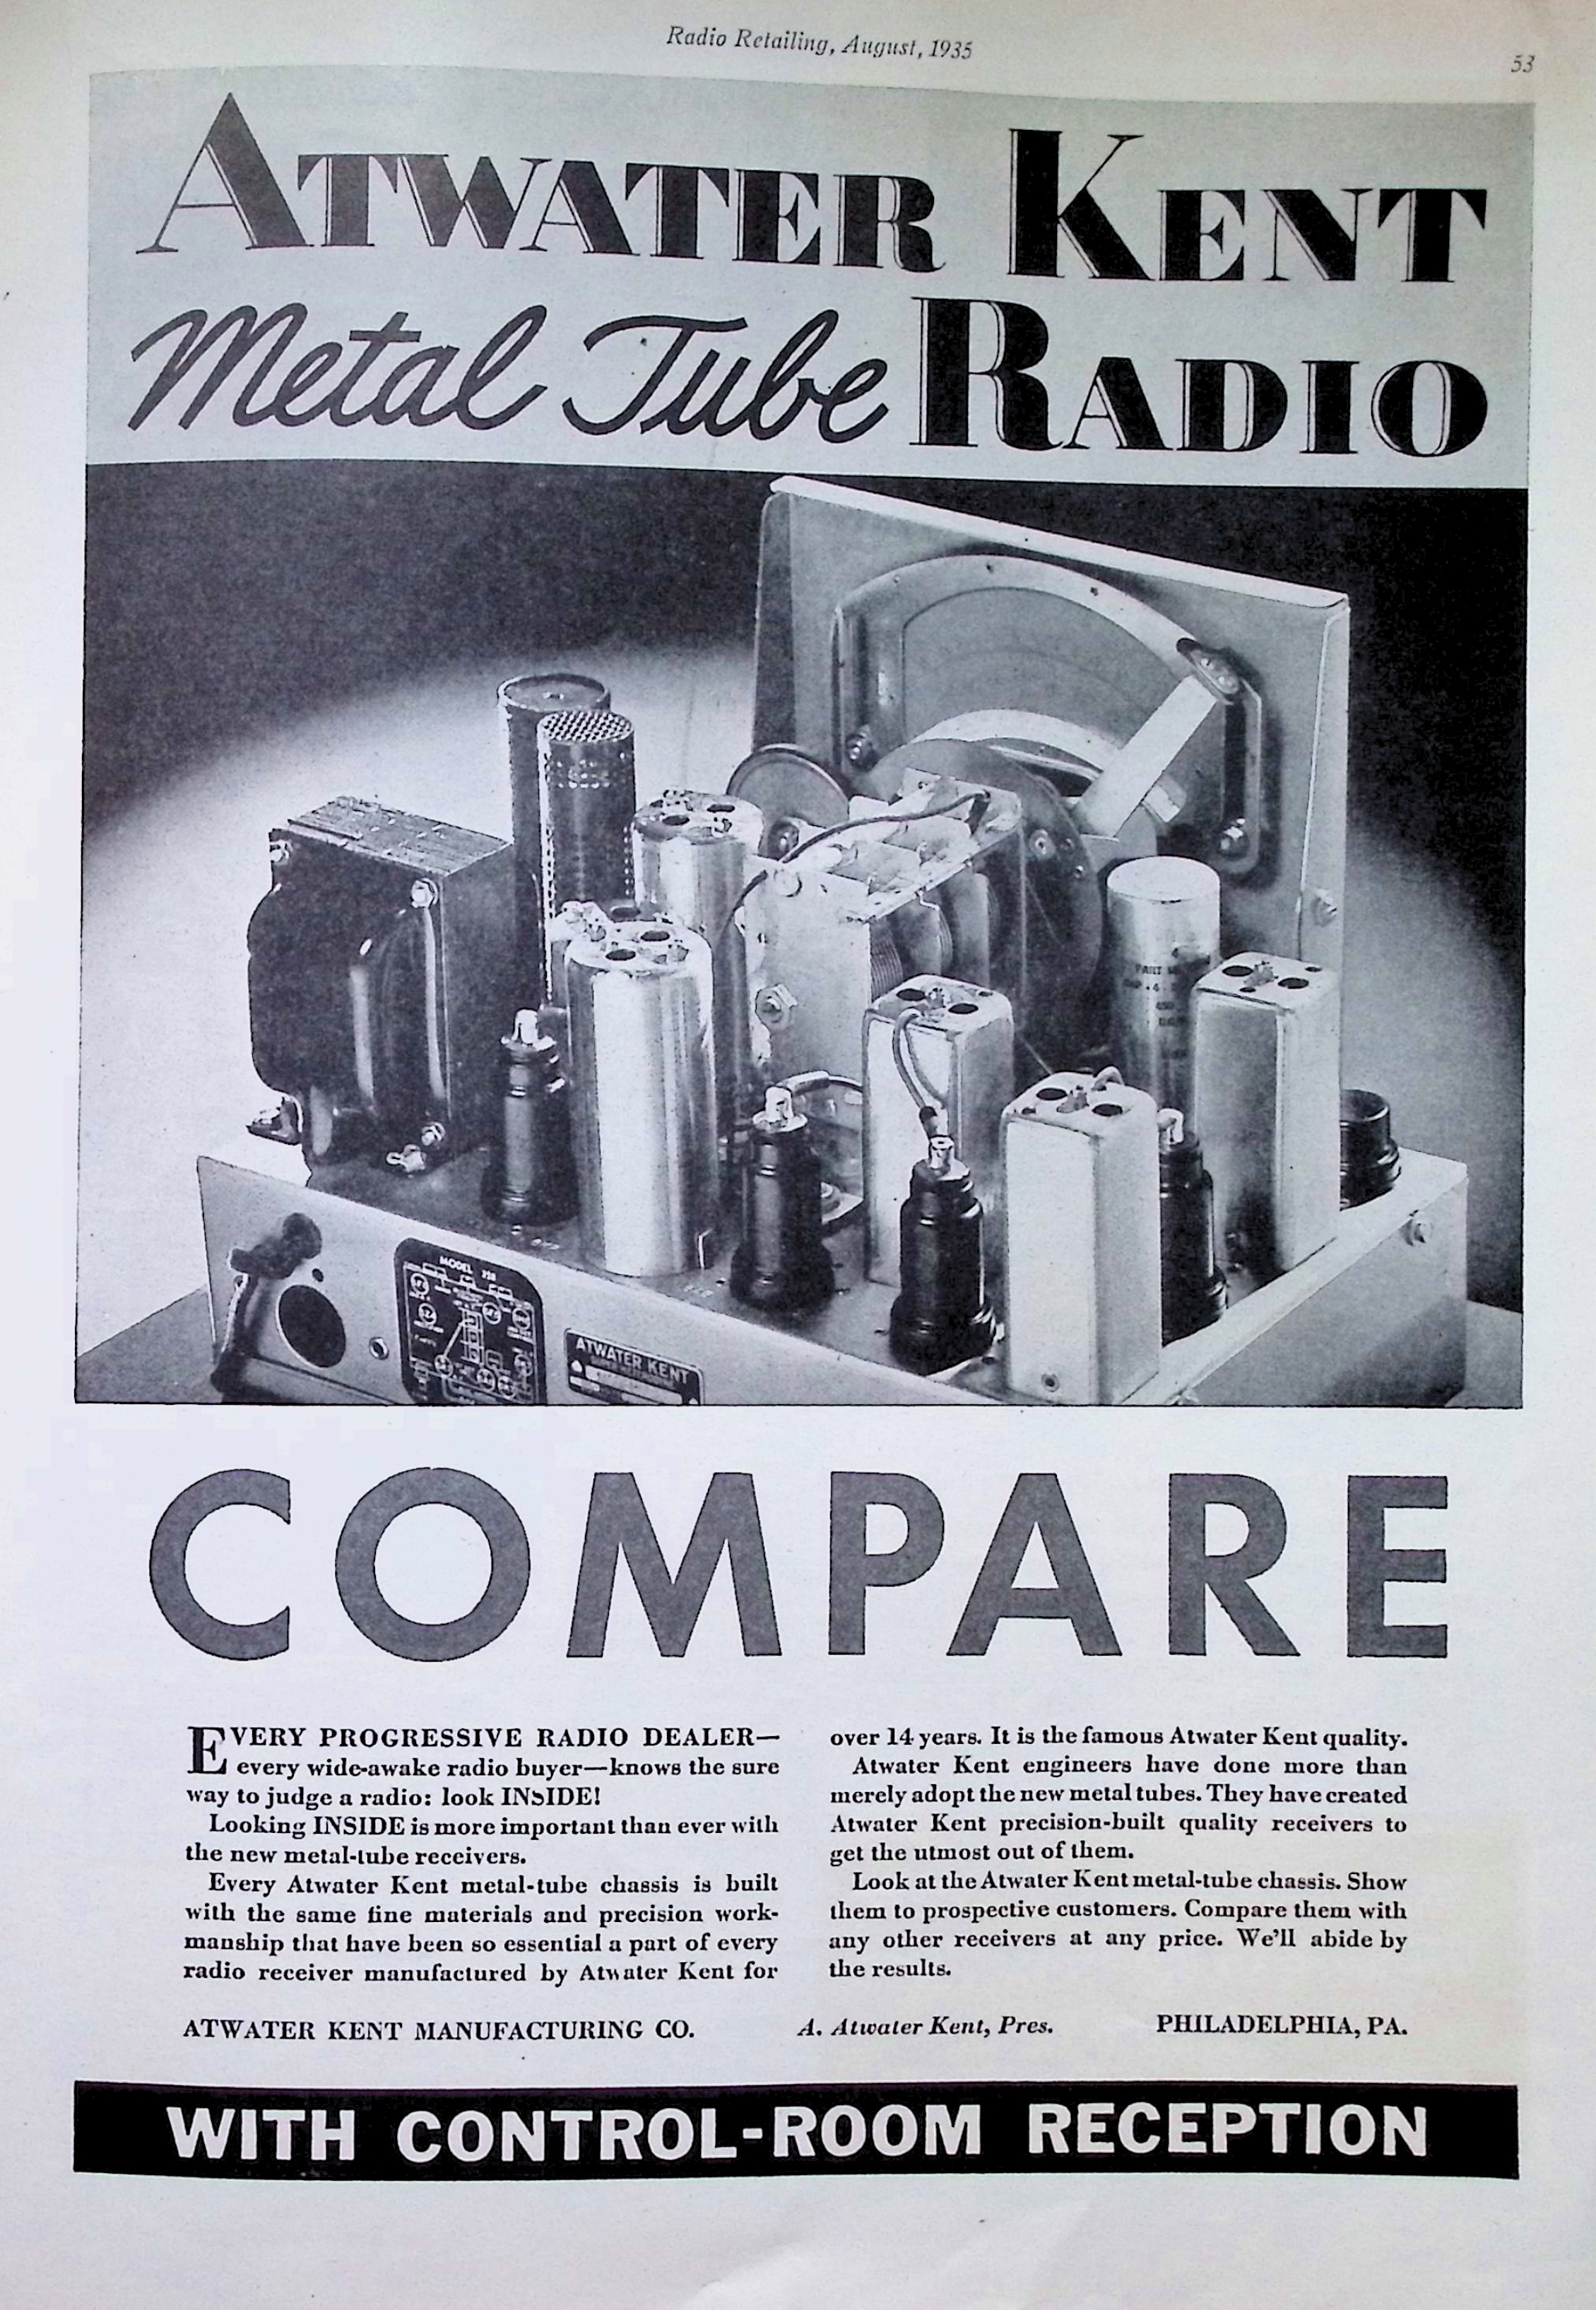 Radio Retailing, August, 1935
53
ATWATER KENT
Metal Tube RADIO
MODEL
ATWATER KENT
COMPARE
EVERY PROGRESSIVE RADIO DEALER—
every wide-awake radio buyer—knows the sure
way to judge a radio: look INSIDE!
Looking INSIDE is more important than ever with
the new metal-tube receivers.
Every Atwater Kent metal-tube chassis is built
with the same fine materials and precision work-
manship that have been so essential a part of every
radio receiver manufactured by Atwater Kent for
over 14 years. It is the famous Atwater Kent quality.
Atwater Kent engineers have done more than
merely adopt the new metal tubes. They have created
Atwater Kent precision-built quality receivers to
get the utmost out of them.
Look at the Atwater Kent metal-tube chassis. Show
them to prospective customers. Compare them with
any other receivers at any price. We'll abide by
the results.
ATWATER KENT MANUFACTURING CO. A. Atwater Kent, Pres. PHILADELPHIA, PA.
WITH CONTROL-ROOM RECEPTION